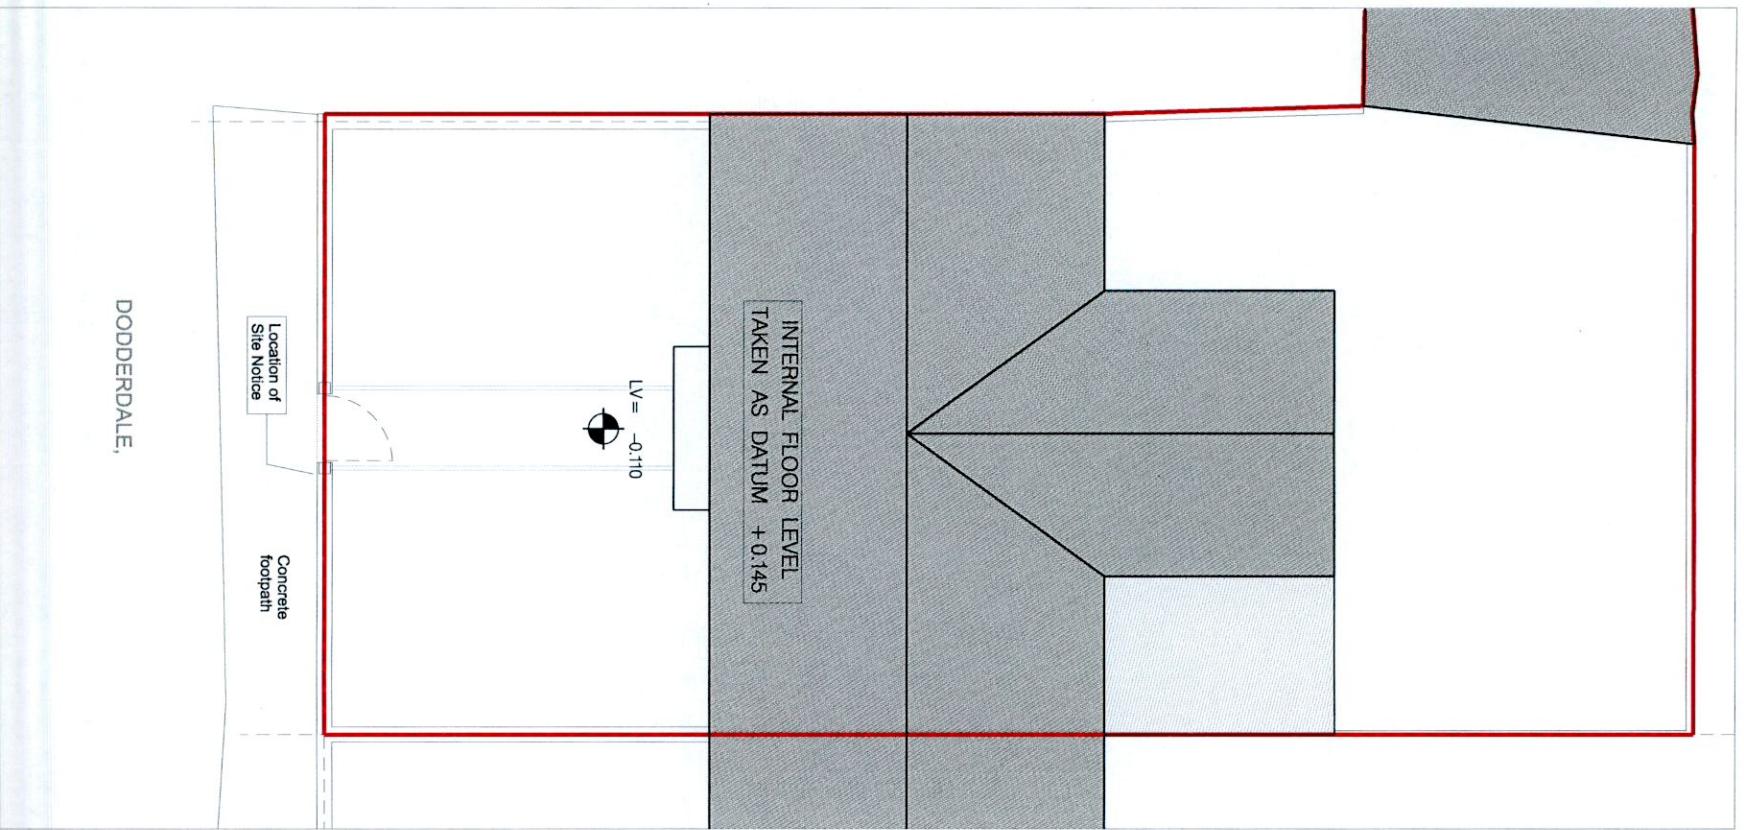 INTERNAL FLOOR LEVEL
TAKEN AS DATUM +0.145
LV= -0.110
Location of
Site Notice
Concrete
footpath
DODDERDALE,